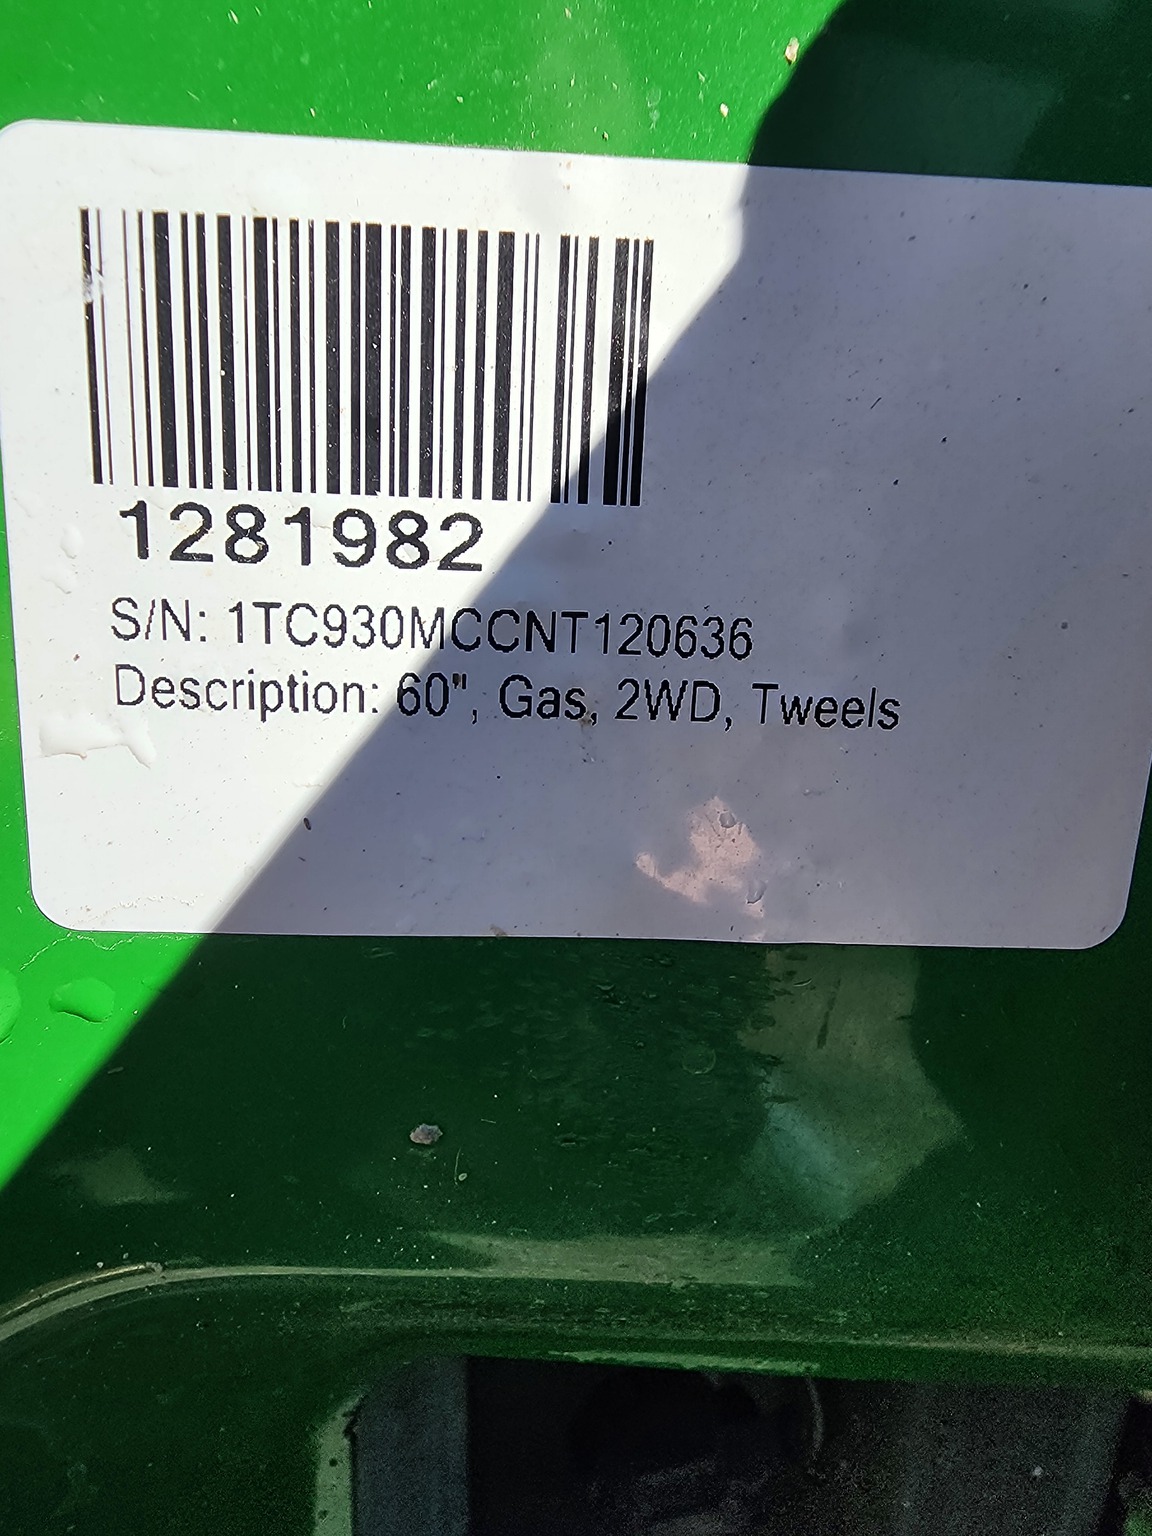 1281982
S/N: 1TC930MCCNT120636
Description: 60", Gas, 2WD, Tweels